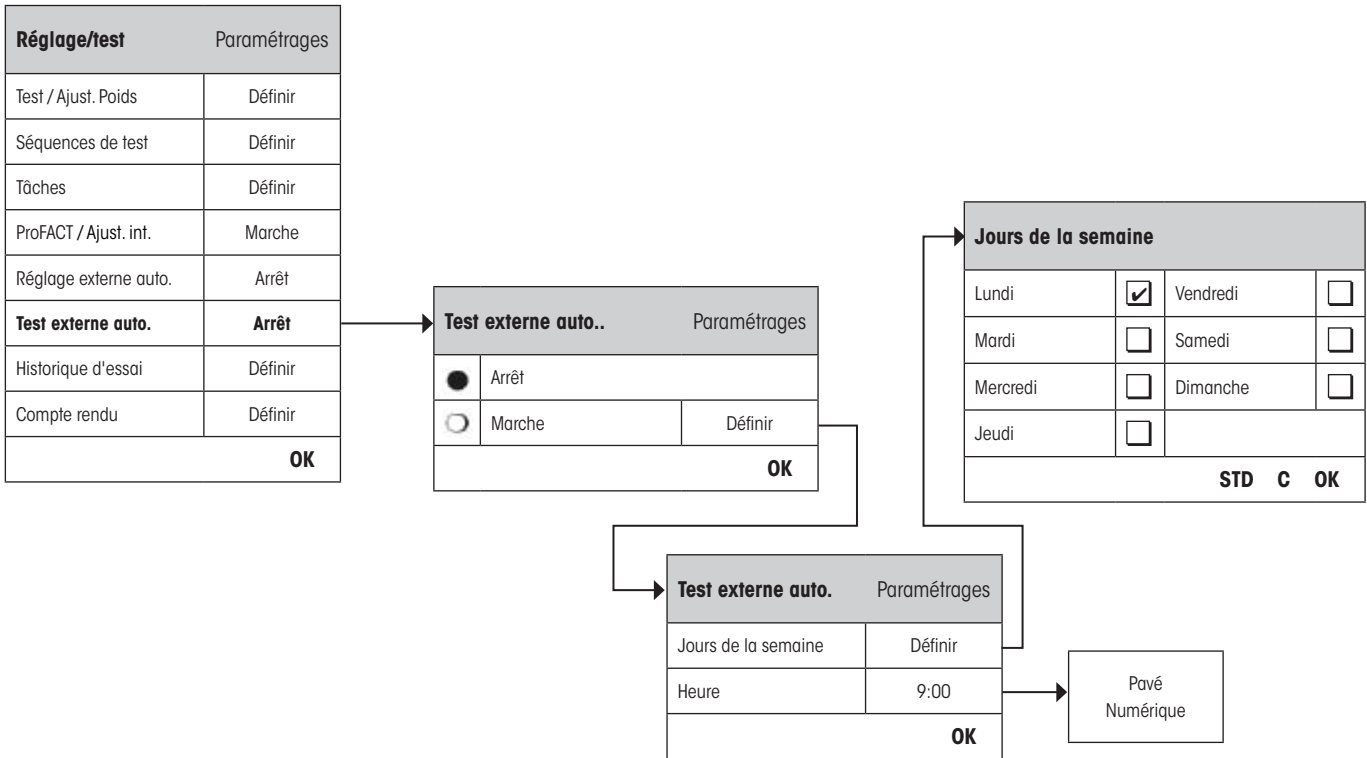 Réglage/test Paramétrages
Test / Ajust. Poids Définir
Séquences de test Définir
Tâches Définir
ProFACT / Ajust. int. Marche
Réglage externe auto. Arrêt
Test externe auto. Arrêt
Historique d'essai Définir
Compte rendu Définir
OK
Test externe auto.. Paramétrages
Arrêt
Marche Définir
OK
Test externe auto. Paramétrages
Jours de la semaine Définir
Heure 9:00
OK
Jours de la semaine
Lundi Vendredi
Mardi Samedi
Mercredi Dimanche
Jeudi
STD C OK
Pavé
Numérique